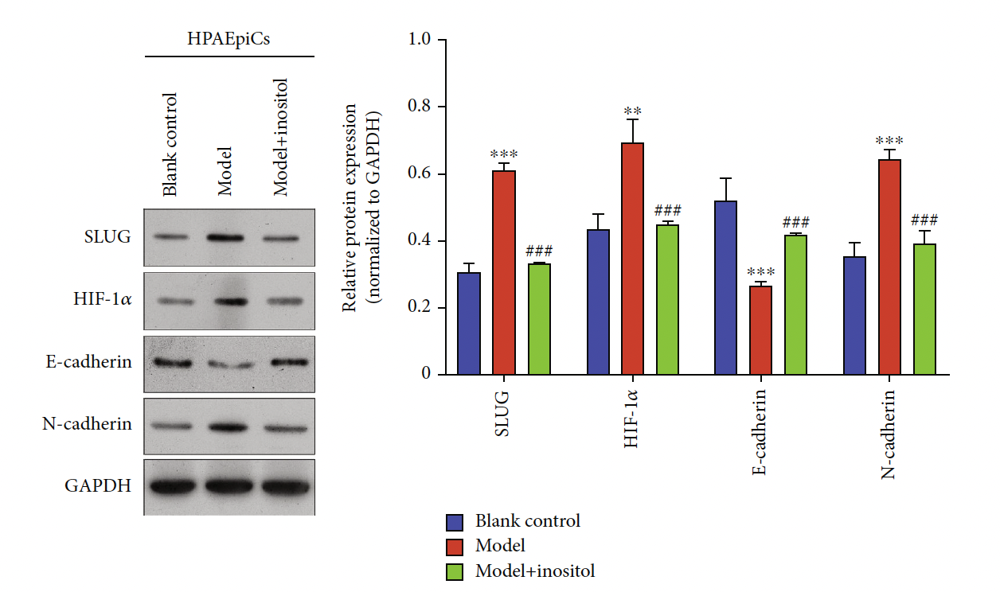 HPAEpiCs
Blank control
Model
Model+inositol
SLUG
HIF-1α
E-cadherin
N-cadherin
GAPDH
Relative protein expression
(normalized to GAPDH)
1.0
0.8
0.6
0.4
0.2
0
***
###
**
###
***
###
***
###
SLUG
HIF-1α
E-cadherin
N-cadherin
Blank control
Model
Model+inositol